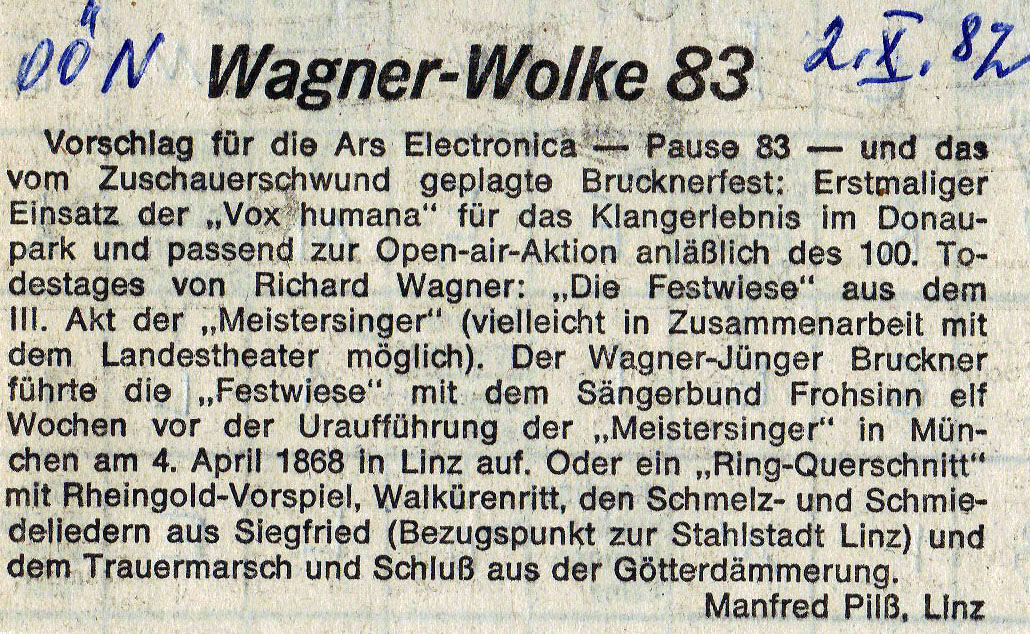 OÖN Wagner-Wolke 83 2.X.82
Vorschlag für die Ars Electronica — Pause 83 — und das
vom Zuschauerschwund geplagte Brucknerfest: Erstmaliger
Einsatz der „Vox humana“ für das Klangerlebnis im Donau-
park und passend zur Open-air-Aktion anläßlich des 100. To-
destages von Richard Wagner: „Die Festwiese“ aus dem
III. Akt der „Meistersinger“ (vielleicht in Zusammenarbeit mit
dem Landestheater möglich). Der Wagner-Jünger Bruckner
führte die „Festwiese“ mit dem Sängerbund Frohsinn elf
Wochen vor der Uraufführung der „Meistersinger“ in Mün-
chen am 4. April 1868 in Linz auf. Oder ein „Ring-Querschnitt“
mit Rheingold-Vorspiel, Walkürenritt, den Schmelz- und Schmie-
deliedern aus Siegfried (Bezugspunkt zur Stahlstadt Linz) und
dem Trauermarsch und Schluß aus der Götterdämmerung.
Manfred Pilß, Linz